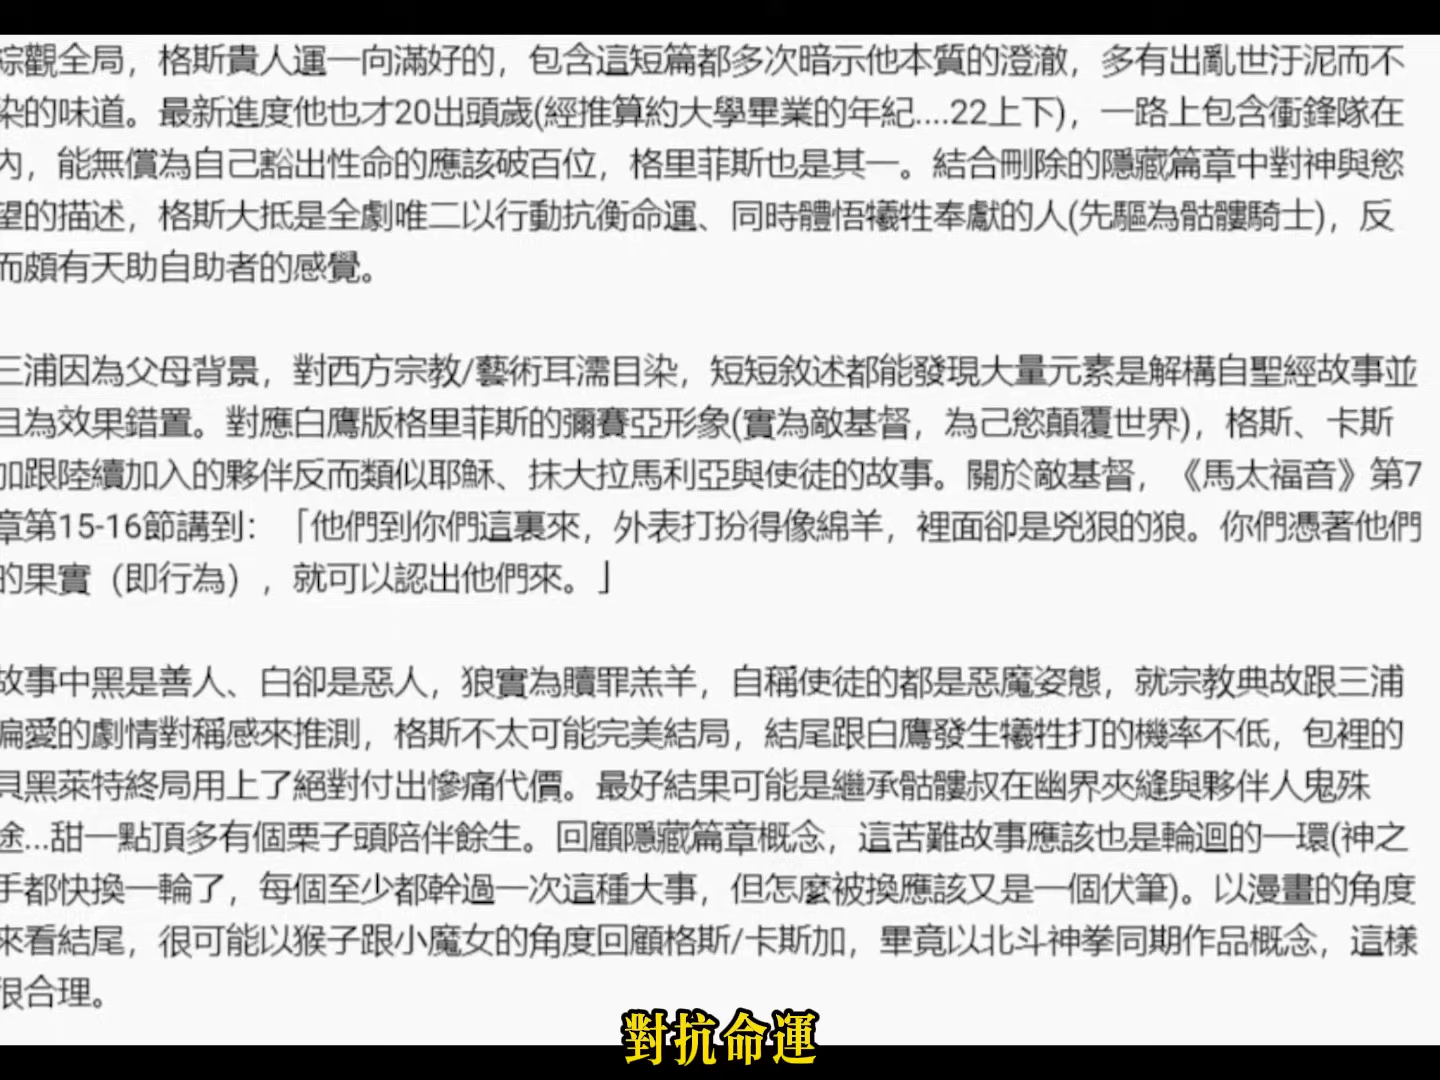 綜觀全局，格斯貴人運一向滿好的，包含這短篇都多次暗示他本質的澄澈，多有出亂世汙泥而不
染的味道。最新進度他也才20出頭歲(經推算約大學畢業的年紀....22上下)，一路上包含衝鋒隊在
內，能無償為自己豁出性命的應該破百位，格里菲斯也是其一。結合刪除的隱藏篇章中對神與慾
望的描述，格斯大抵是全劇唯二以行動抗衡命運、同時體悟犧牲奉獻的人(先驅為骷髏騎士)，反
而頗有天助自助者的感覺。
三浦因為父母背景，對西方宗教/藝術耳濡目染，短短敘述都能發現大量元素是解構自聖經故事並
且為效果錯置。對應白鷹版格里菲斯的彌賽亞形象(實為敵基督，為己慾顛覆世界)，格斯、卡斯
加跟陸續加入的夥伴反而類似耶穌、抹大拉馬利亞與使徒的故事。關於敵基督，《馬太福音》第7
章第15-16節講到：「他們到你們這裏來，外表打扮得像綿羊，裡面卻是兇狠的狼。你們憑著他們
的果實（即行為），就可以認出他們來。」
故事中黑是善人、白卻是惡人，狼實為贖罪羔羊，自稱使徒的都是惡魔姿態，就宗教典故跟三浦
偏愛的劇情對稱感來推測，格斯不太可能完美結局，結尾跟白鷹發生犧牲打的機率不低，包裡的
貝黑萊特終局用上了絕對付出慘痛代價。最好結果可能是繼承骷髏叔在幽界夾縫與夥伴人鬼殊
途...甜一點頂多有個栗子頭陪伴餘生。回顧隱藏篇章概念，這苦難故事應該也是輪迴的一環(神之
手都快換一輪了，每個至少都幹過一次這種大事，但怎麼被換應該又是一個伏筆)。以漫畫的角度
來看結尾，很可能以猴子跟小魔女的角度回顧格斯/卡斯加，畢竟以北斗神拳同期作品概念，這樣
很合理。
對抗命運